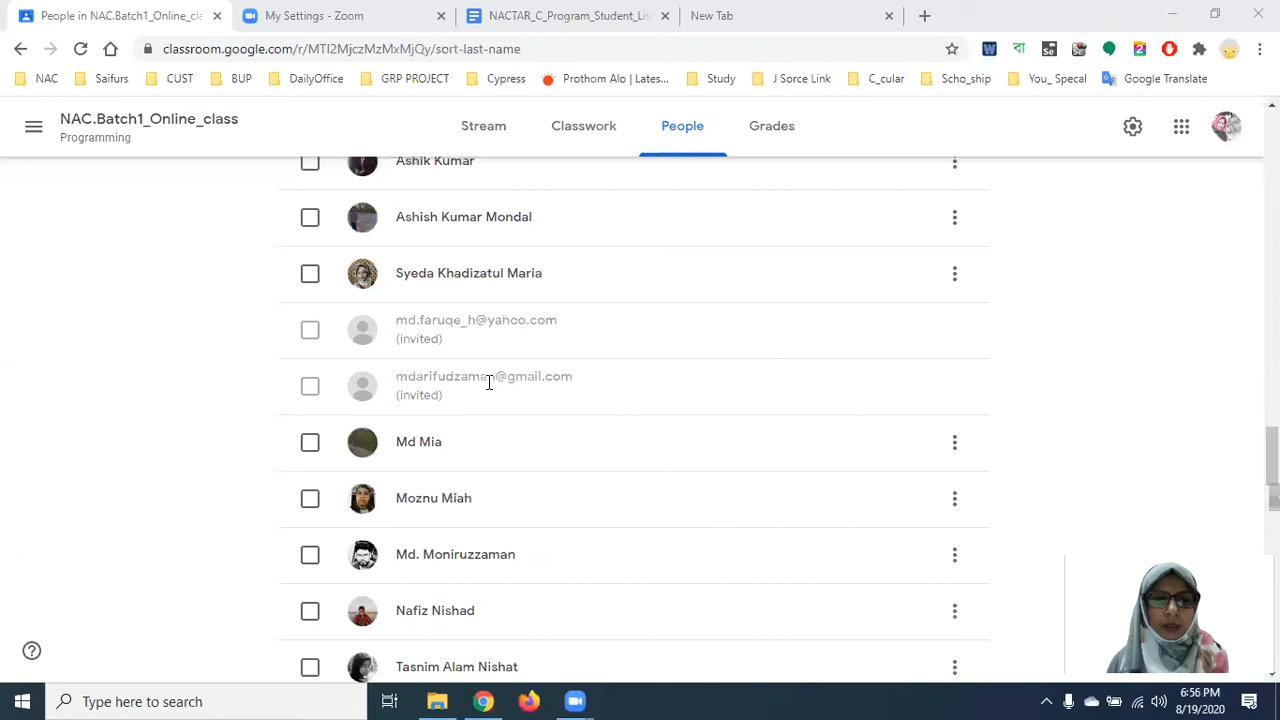 People in NAC.Batch1_Online_cla
My Settings - Zoom
NACTAR_C_Program_Student_Lis
New Tab
classroom.google.com/r/MTI2MjczMzMxMjQy/sort-last-name
NAC
Saifurs
CUST
BUP
DailyOffice
GRP PROJECT
Cypress
Prothom Alo | Lates...
Study
J Sorce Link
C_cular
Scho_ship
You_ Specal
Google Translate
NAC.Batch1_Online_class
Programming
Stream
Classwork
People
Grades
Ashik Kumar
Ashish Kumar Mondal
Syeda Khadizatul Maria
md.faruqe_h@yahoo.com
(invited)
mdarifudzaman@gmail.com
(invited)
Md Mia
Moznu Miah
Md. Moniruzzaman
Nafiz Nishad
Tasnim Alam Nishat
Type here to search
6:56 PM
8/19/2020